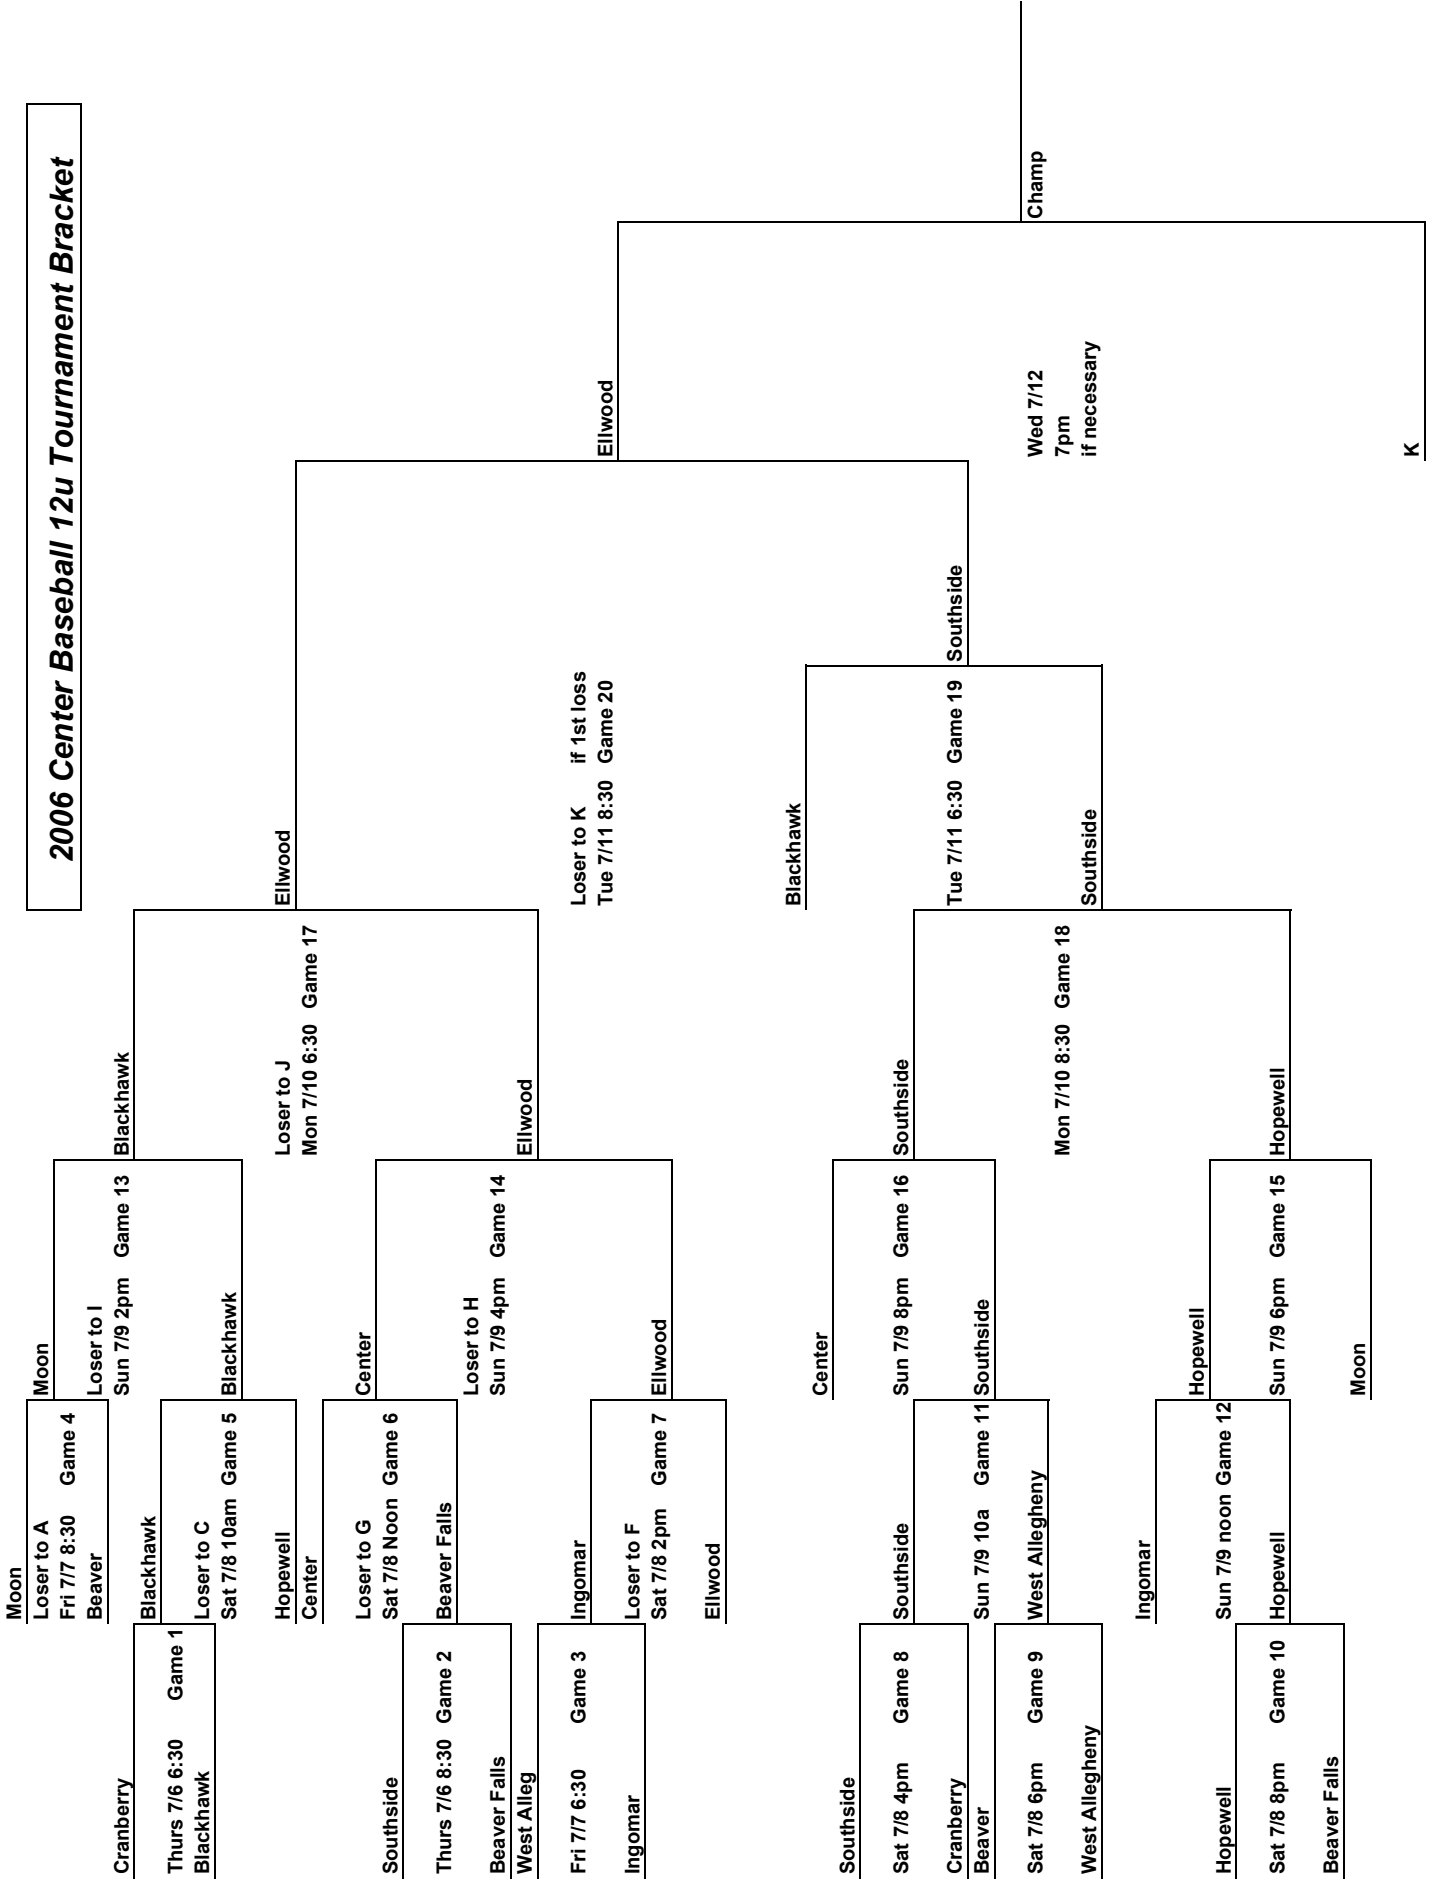 2006 Center Baseball 12u Tournament Bracket
Moon
Loser to A
Fri 7/7 8:30 Game 4
Beaver
Moon
Loser to I
Sun 7/9 2pm Game 13
Cranberry
Thurs 7/6 6:30 Game 1
Blackhawk
Blackhawk
Loser to C
Sat 7/8 10am Game 5
Hopewell
Blackhawk
Blackhawk
Loser to J
Mon 7/10 6:30 Game 17
Center
Loser to G
Sat 7/8 Noon Game 6
Beaver Falls
Southside
Thurs 7/6 8:30 Game 2
Beaver Falls
Center
Loser to H
Sun 7/9 4pm Game 14
West Alleg
Fri 7/7 6:30 Game 3
Ingomar
Ingomar
Loser to F
Sat 7/8 2pm Game 7
Ellwood
Ellwood
Ellwood
Ellwood
Loser to K if 1st loss
Tue 7/11 8:30 Game 20
Ellwood
Blackhawk
Tue 7/11 6:30 Game 19
Southside
Southside
Center
Sun 7/9 8pm Game 16
Southside
Southside
Sat 7/8 4pm Game 8
Cranberry
Southside
Sun 7/9 10a Game 11
Southside
Beaver
Sat 7/8 6pm Game 9
West Allegheny
West Allegheny
Mon 7/10 8:30 Game 18
Ingomar
Sun 7/9 noon Game 12
Hopewell
Hopewell
Hopewell
Sat 7/8 8pm Game 10
Beaver Falls
Sun 7/9 6pm Game 15
Hopewell
Moon
Champ
Wed 7/12
7pm
if necessary
K